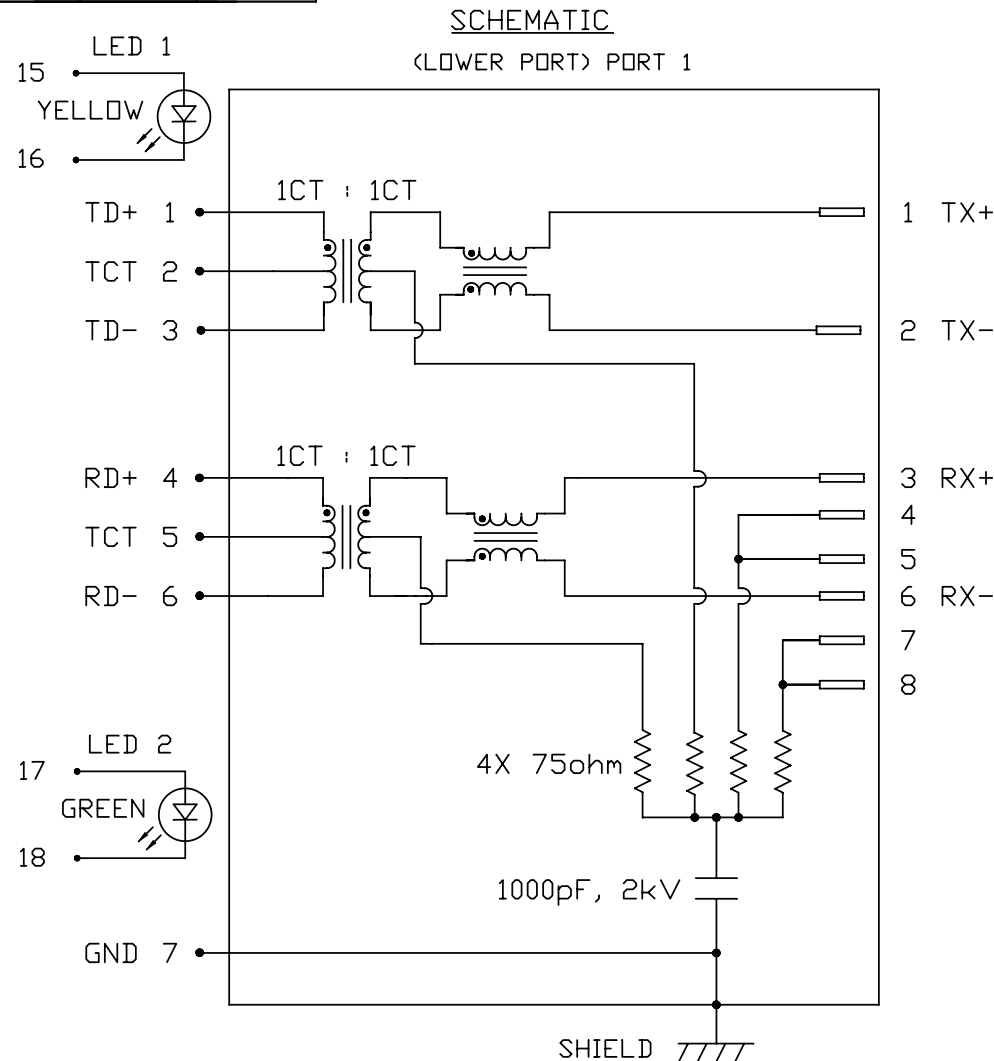 SCHEMATIC
(LOWER PORT) PORT 1
LED 1
15
YELLOW
16
1CT : 1CT
TD+ 1
1 TX+
TCT 2
TD- 3
2 TX-
1CT : 1CT
RD+ 4
3 RX+
4
TCT 5
5
RD- 6
6 RX-
7
8
LED 2
17
4X 75ohm
GREEN
18
1000pF, 2kV
GND 7
SHIELD